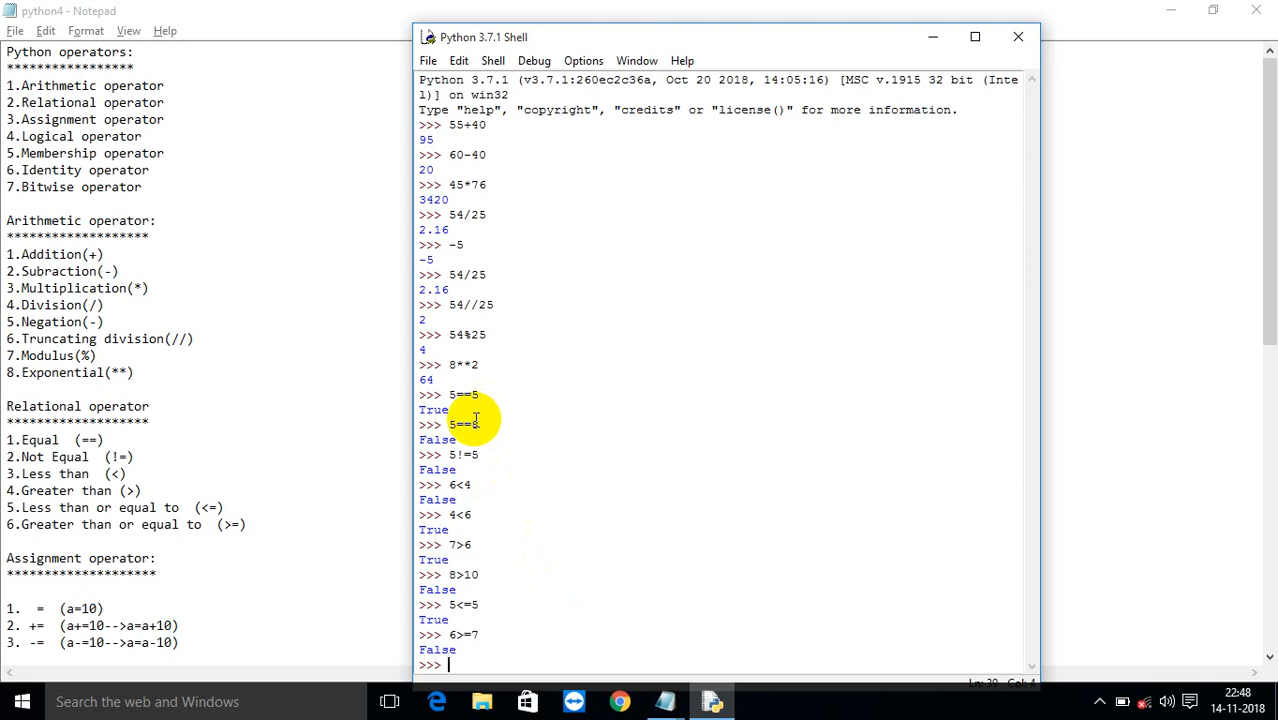 python4 - Notepad
File Edit Format View Help
Python operators:
*****************
1.Arithmetic operator
2.Relational operator
3.Assignment operator
4.Logical operator
5.Membership operator
6.Identity operator
7.Bitwise operator
Arithmetic operator:
*******************
1.Addition(+)
2.Subraction(-)
3.Multiplication(*)
4.Division(/)
5.Negation(-)
6.Truncating division(//)
7.Modulus(%)
8.Exponential(**)
Relational operator
*******************
1.Equal (==)
2.Not Equal (!=)
3.Less than (<)
4.Greater than (>)
5.Less than or equal to (<=)
6.Greater than or equal to (>=)
Assignment operator:
********************
1. = (a=10)
2. += (a+=10-->a=a+10)
3. -= (a-=10-->a=a-10)
Python 3.7.1 Shell
File Edit Shell Debug Options Window Help
Python 3.7.1 (v3.7.1:260ec2c36a, Oct 20 2018, 14:05:16) [MSC v.1915 32 bit (Inte
l)] on win32
Type "help", "copyright", "credits" or "license()" for more information.
>>> 55+40
95
>>> 60-40
20
>>> 45*76
3420
>>> 54/25
2.16
>>> -5
-5
>>> 54/25
2.16
>>> 54//25
2
>>> 54%25
4
>>> 8**2
64
>>> 5==5
True
>>> 5==8
False
>>> 5!=5
False
>>> 6<4
False
>>> 4<6
True
>>> 7>6
True
>>> 8>10
False
>>> 5<=5
True
>>> 6>=7
False
>>>
Ln: 39 Col: 4
Search the web and Windows
22:48
14-11-2018